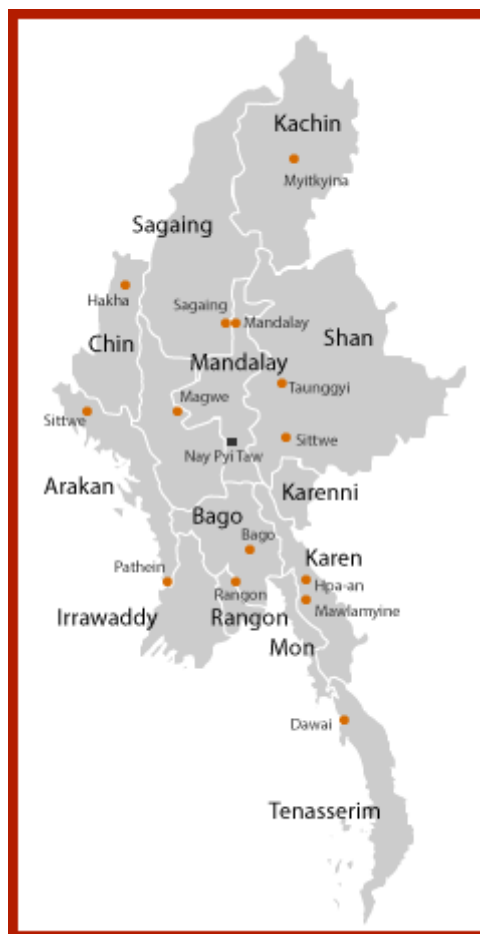 Kachin
Myitkyina
Sagaing
Hakha
Sagaing
Mandalay
Chin
Shan
Mandalay
Taunggyi
Magwe
Sittwe
Sittwe
Nay Pyi Taw
Arakan
Karenni
Bago
Bago
Karen
Pathein
Hpa-an
Rangon
Irrawaddy
Rangon
Mawlamyine
Mon
Dawai
Tenasserim